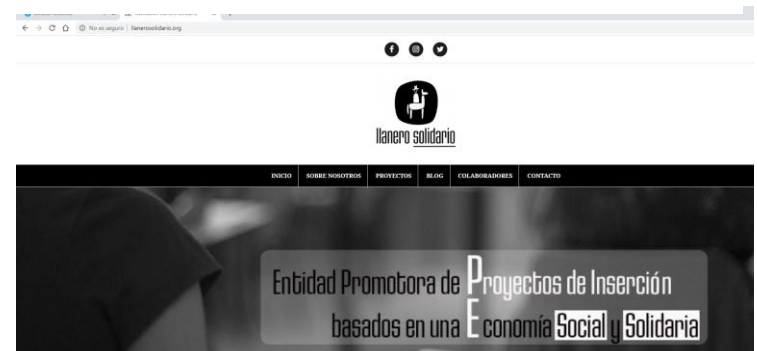 No es seguro | llanerosolidario.org
llanero solidario
INICIO SOBRE NOSOTROS PROYECTOS BLOG COLABORADORES CONTACTO
Entidad Promotora de Proyectos de Inserción
basados en una Economía Social y Solidaria